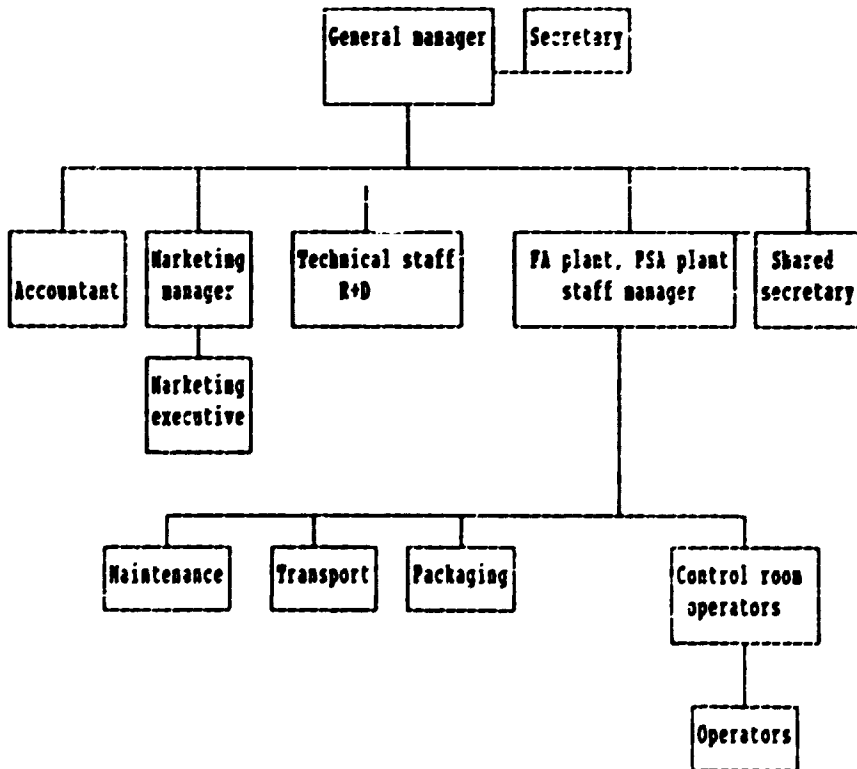 General manager
Secretary
Accountant
Marketing
manager
Technical staff
R+D
FA plant, PSA plant
staff manager
Shared
secretary
Marketing
executive
Maintenance
Transport
Packaging
Control room
operators
Operators